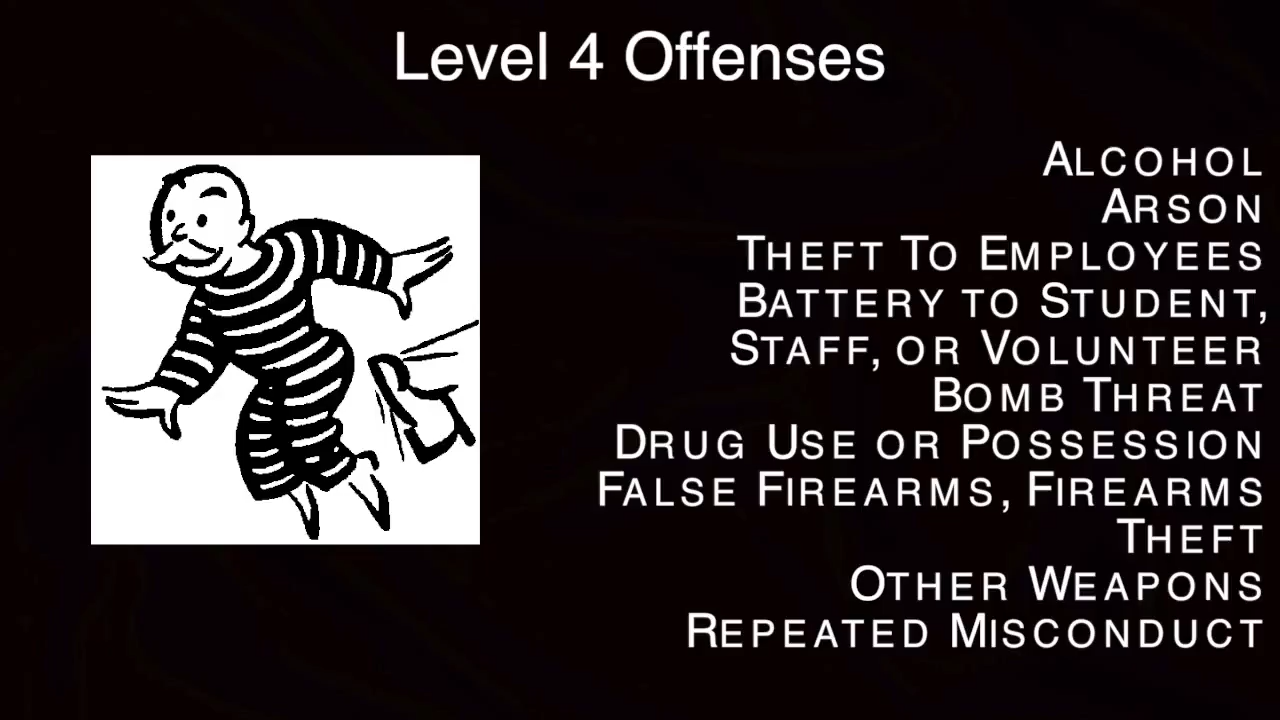 Level 4 Offenses
ALCOHOL
ARSON
THEFT TO EMPLOYEES
BATTERY TO STUDENT,
STAFF, OR VOLUNTEER
BOMB THREAT
DRUG USE OR POSSESSION
FALSE FIREARMS, FIREARMS
THEFT
OTHER WEAPONS
REPEATED MISCONDUCT